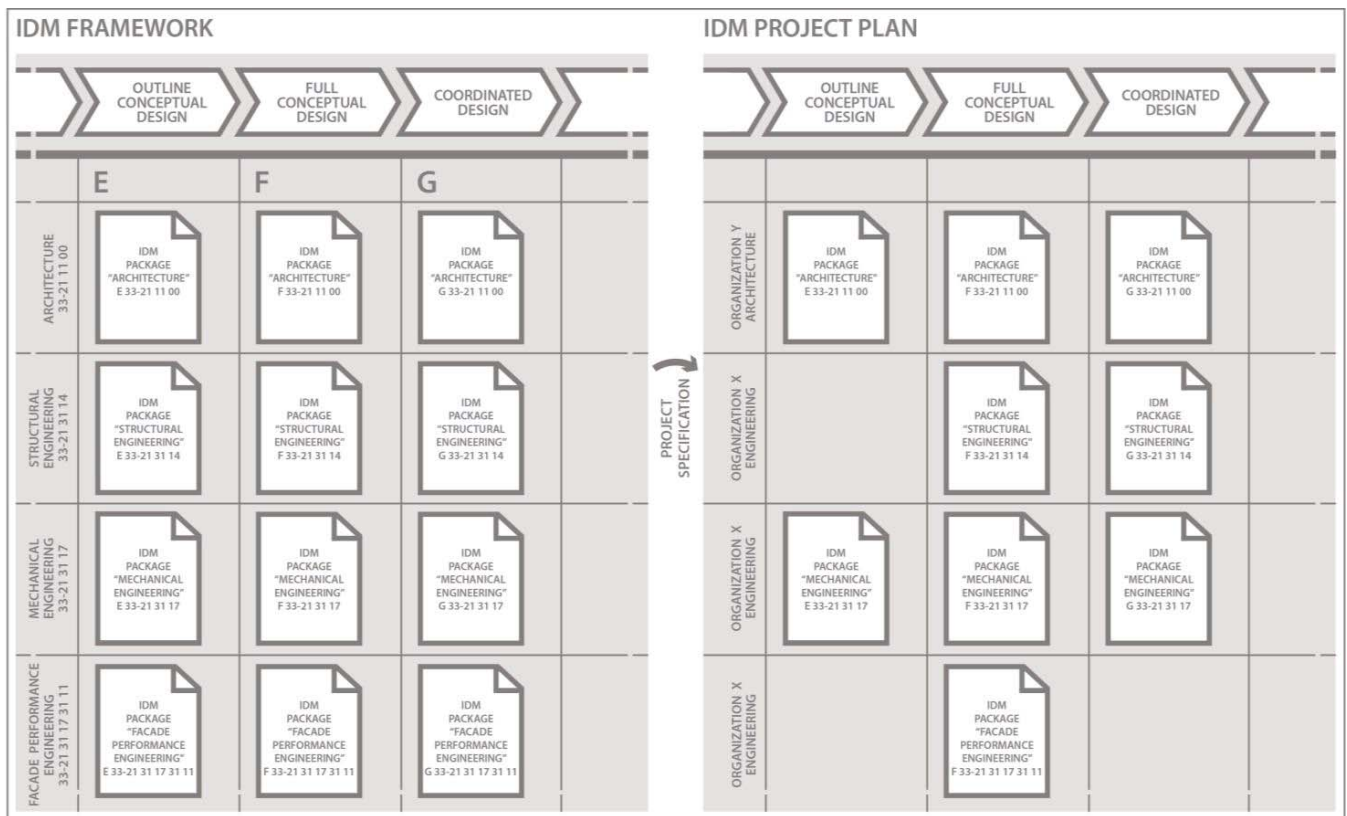 IDM FRAMEWORK
OUTLINE
CONCEPTUAL
DESIGN
FULL
CONCEPTUAL
DESIGN
COORDINATED
DESIGN
E
F
G
ARCHITECTURE
33-21 11 00
IDM
PACKAGE
"ARCHITECTURE"
E 33-21 11 00
IDM
PACKAGE
"ARCHITECTURE"
F 33-21 11 00
IDM
PACKAGE
"ARCHITECTURE"
G 33-21 11 00
STRUCTURAL
ENGINEERING
33-21 31 14
IDM
PACKAGE
"STRUCTURAL
ENGINEERING"
E 33-21 31 14
IDM
PACKAGE
"STRUCTURAL
ENGINEERING"
F 33-21 31 14
IDM
PACKAGE
"STRUCTURAL
ENGINEERING"
G 33-21 31 14
MECHANICAL
ENGINEERING
33-21 31 17
IDM
PACKAGE
"MECHANICAL
ENGINEERING"
E 33-21 31 17
IDM
PACKAGE
"MECHANICAL
ENGINEERING"
F 33-21 31 17
IDM
PACKAGE
"MECHANICAL
ENGINEERING"
G 33-21 31 17
FACADE PERFORMANCE
ENGINEERING
33-21 31 17 31 11
IDM
PACKAGE
"FACADE
PERFORMANCE
ENGINEERING"
E 33-21 31 17 31 11
IDM
PACKAGE
"FACADE
PERFORMANCE
ENGINEERING"
F 33-21 31 17 31 11
IDM
PACKAGE
"FACADE
PERFORMANCE
ENGINEERING"
G 33-21 31 17 31 11
PROJECT
SPECIFICATION
IDM PROJECT PLAN
OUTLINE
CONCEPTUAL
DESIGN
FULL
CONCEPTUAL
DESIGN
COORDINATED
DESIGN
ORGANIZATION Y
ARCHITECTURE
IDM
PACKAGE
"ARCHITECTURE"
E 33-21 11 00
IDM
PACKAGE
"ARCHITECTURE"
F 33-21 11 00
IDM
PACKAGE
"ARCHITECTURE"
G 33-21 11 00
ORGANIZATION X
ENGINEERING
IDM
PACKAGE
"STRUCTURAL
ENGINEERING"
F 33-21 31 14
IDM
PACKAGE
"STRUCTURAL
ENGINEERING"
G 33-21 31 14
ORGANIZATION X
ENGINEERING
IDM
PACKAGE
"MECHANICAL
ENGINEERING"
E 33-21 31 17
IDM
PACKAGE
"MECHANICAL
ENGINEERING"
F 33-21 31 17
IDM
PACKAGE
"MECHANICAL
ENGINEERING"
G 33-21 31 17
ORGANIZATION X
ENGINEERING
IDM
PACKAGE
"FACADE
PERFORMANCE
ENGINEERING"
F 33-21 31 17 31 11